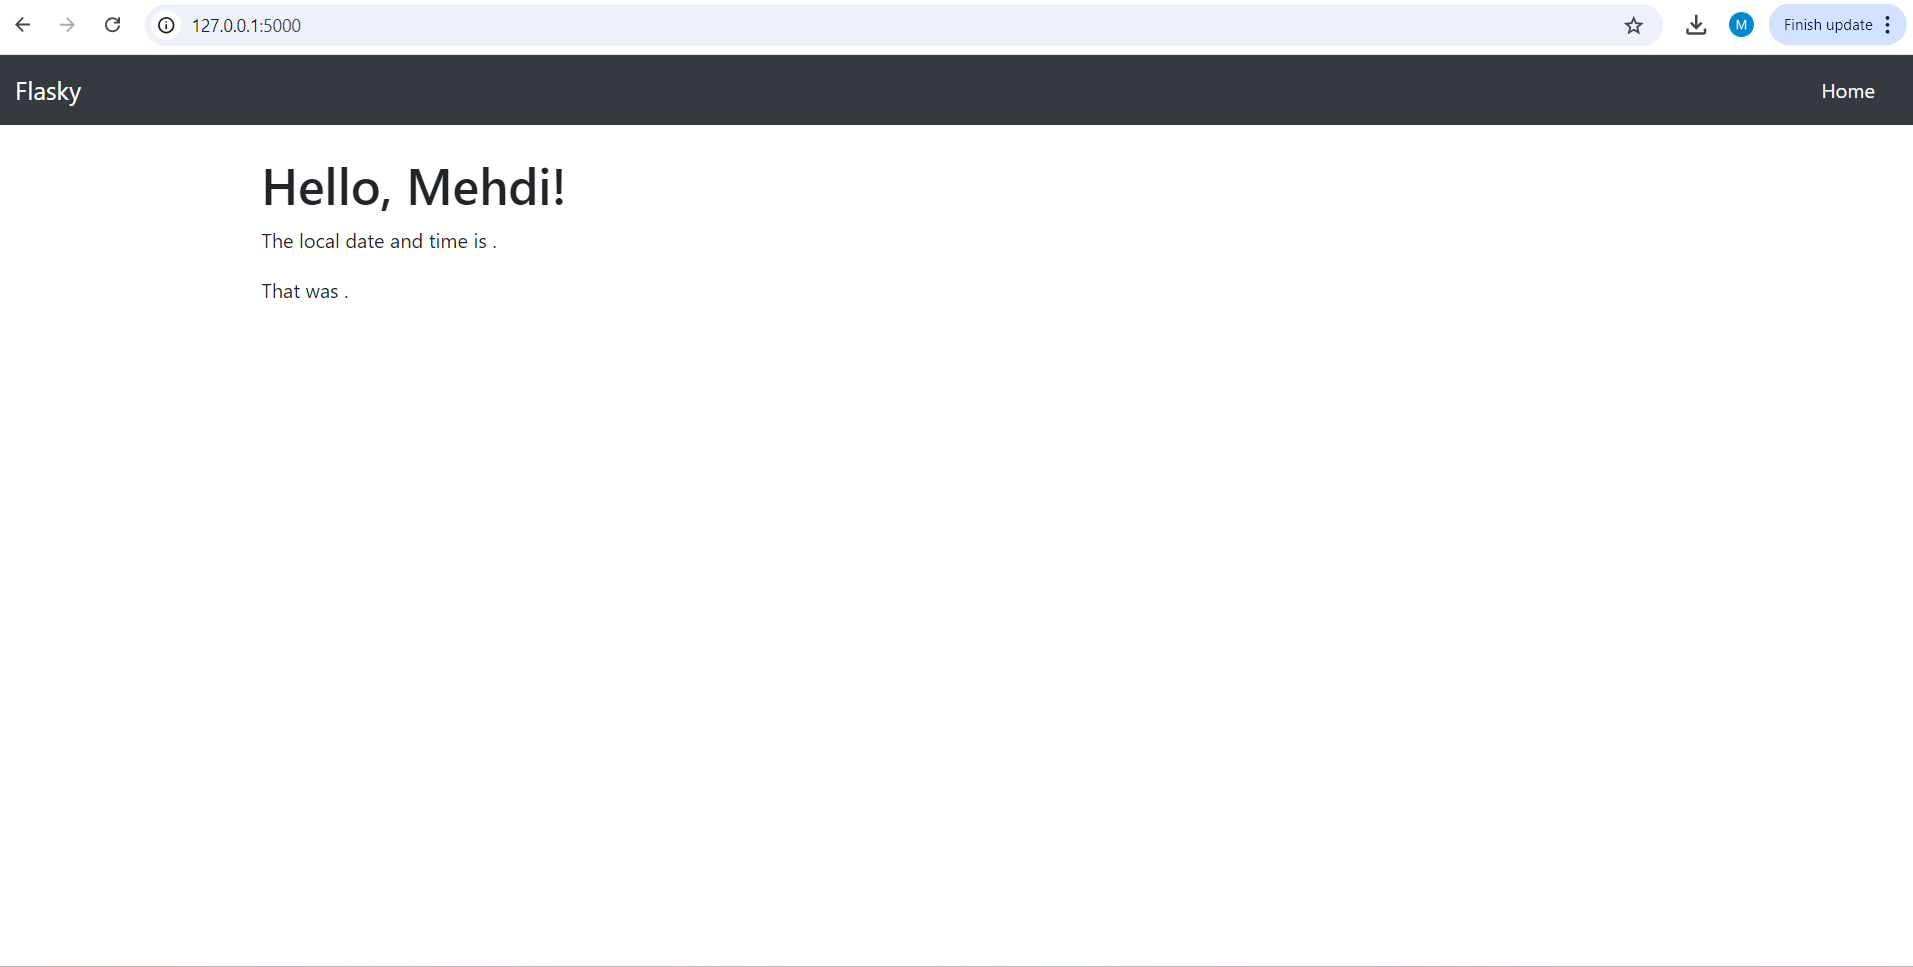 127.0.0.1:5000
M
Finish update
Flasky
Home
Hello, Mehdi!
The local date and time is .
That was .